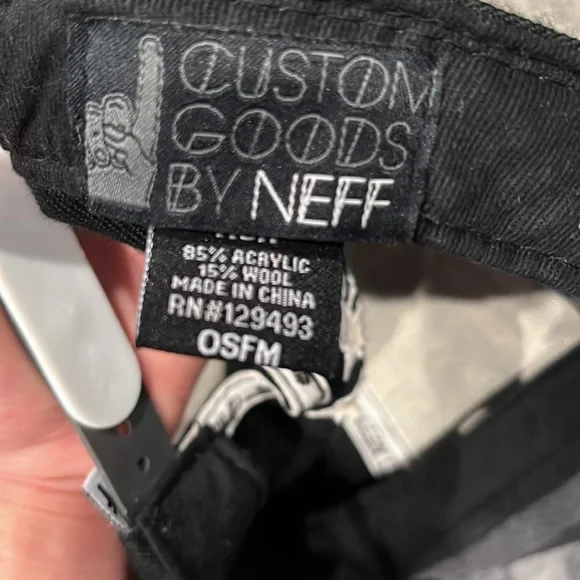 CUSTOM
GOODS
BY NEFF
85% ACRYLIC
15% WOOL
MADE IN CHINA
RN#129493
OSFM